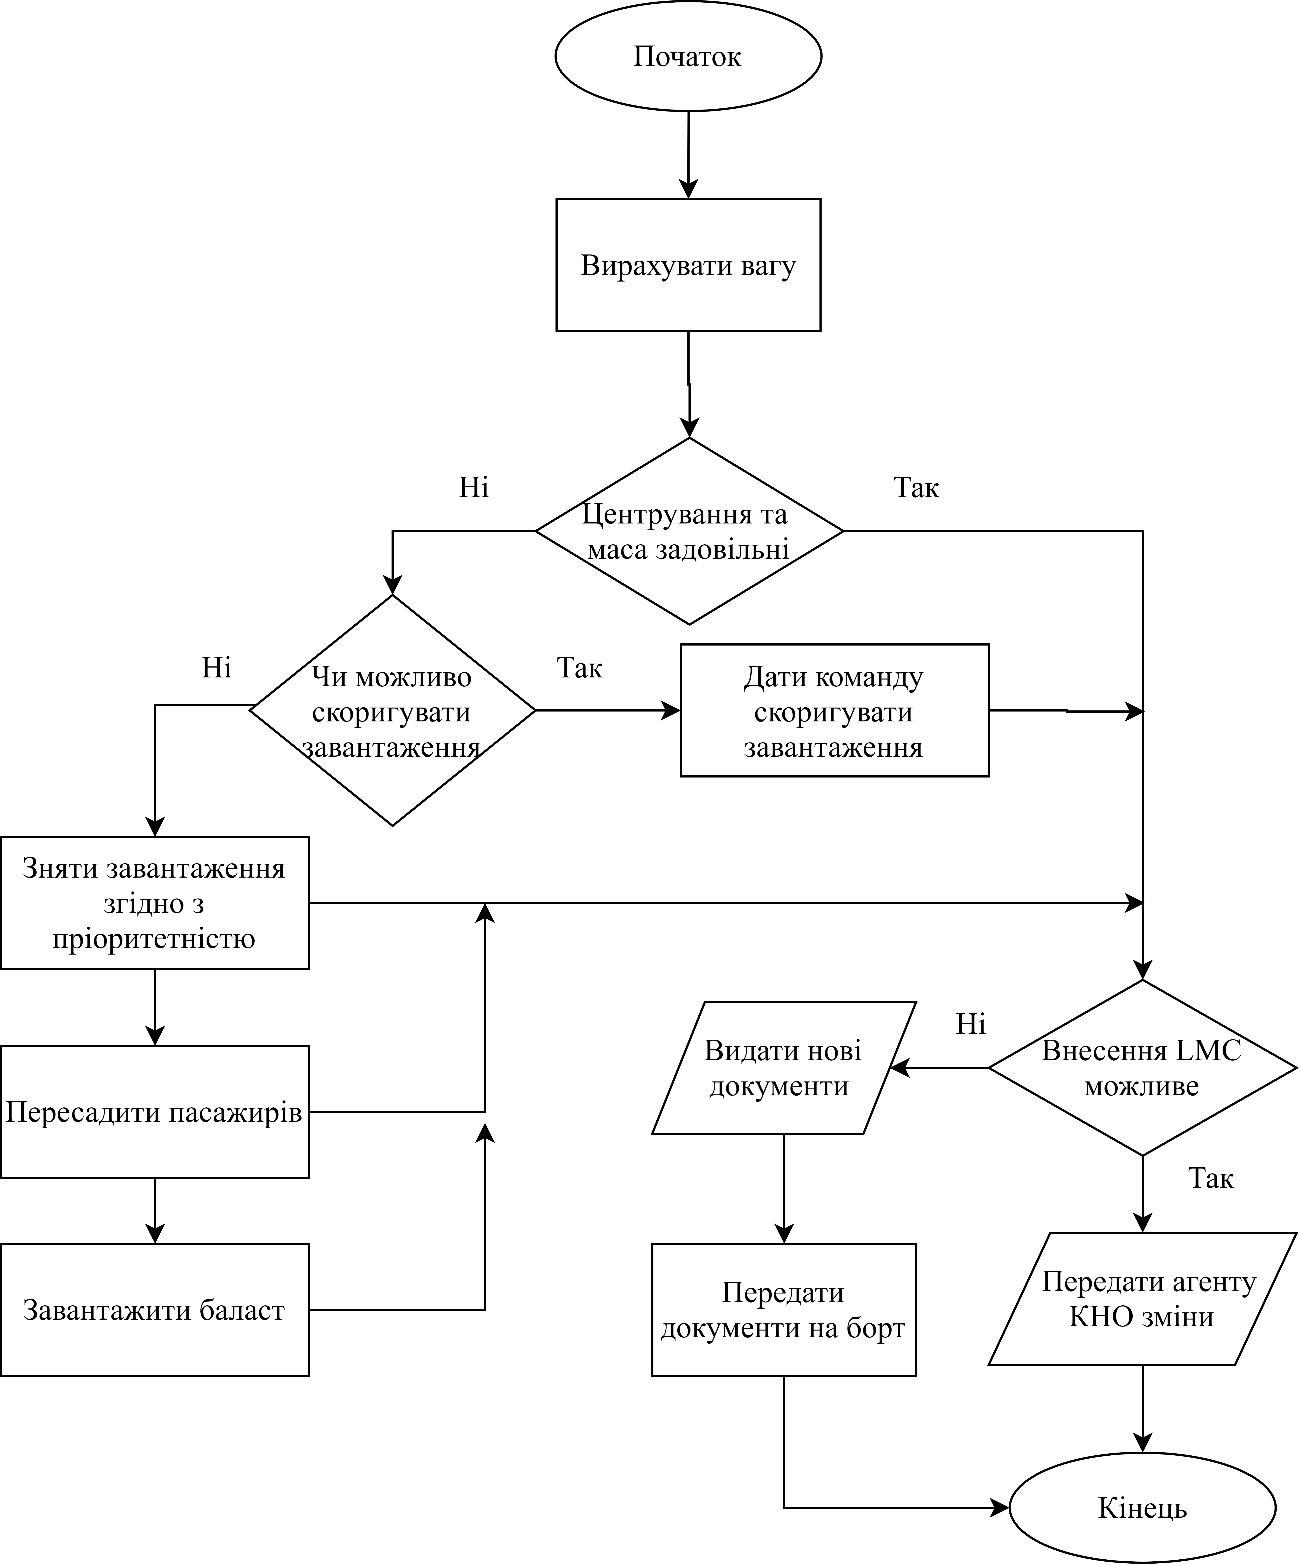 Початок
Вирахувати вагу
Ні
Так
Центрування та
маса задовільні
Ні
Чи можливо
скоригувати
завантаження
Так
Дати команду
скоригувати
завантаження
Зняти завантаження
згідно з
пріоритетністю
Видати нові
документи
Ні
Внесення LMC
можливе
Пересадити пасажирів
Так
Завантажити баласт
Передати
документи на борт
Передати агенту
КНО зміни
Кінець